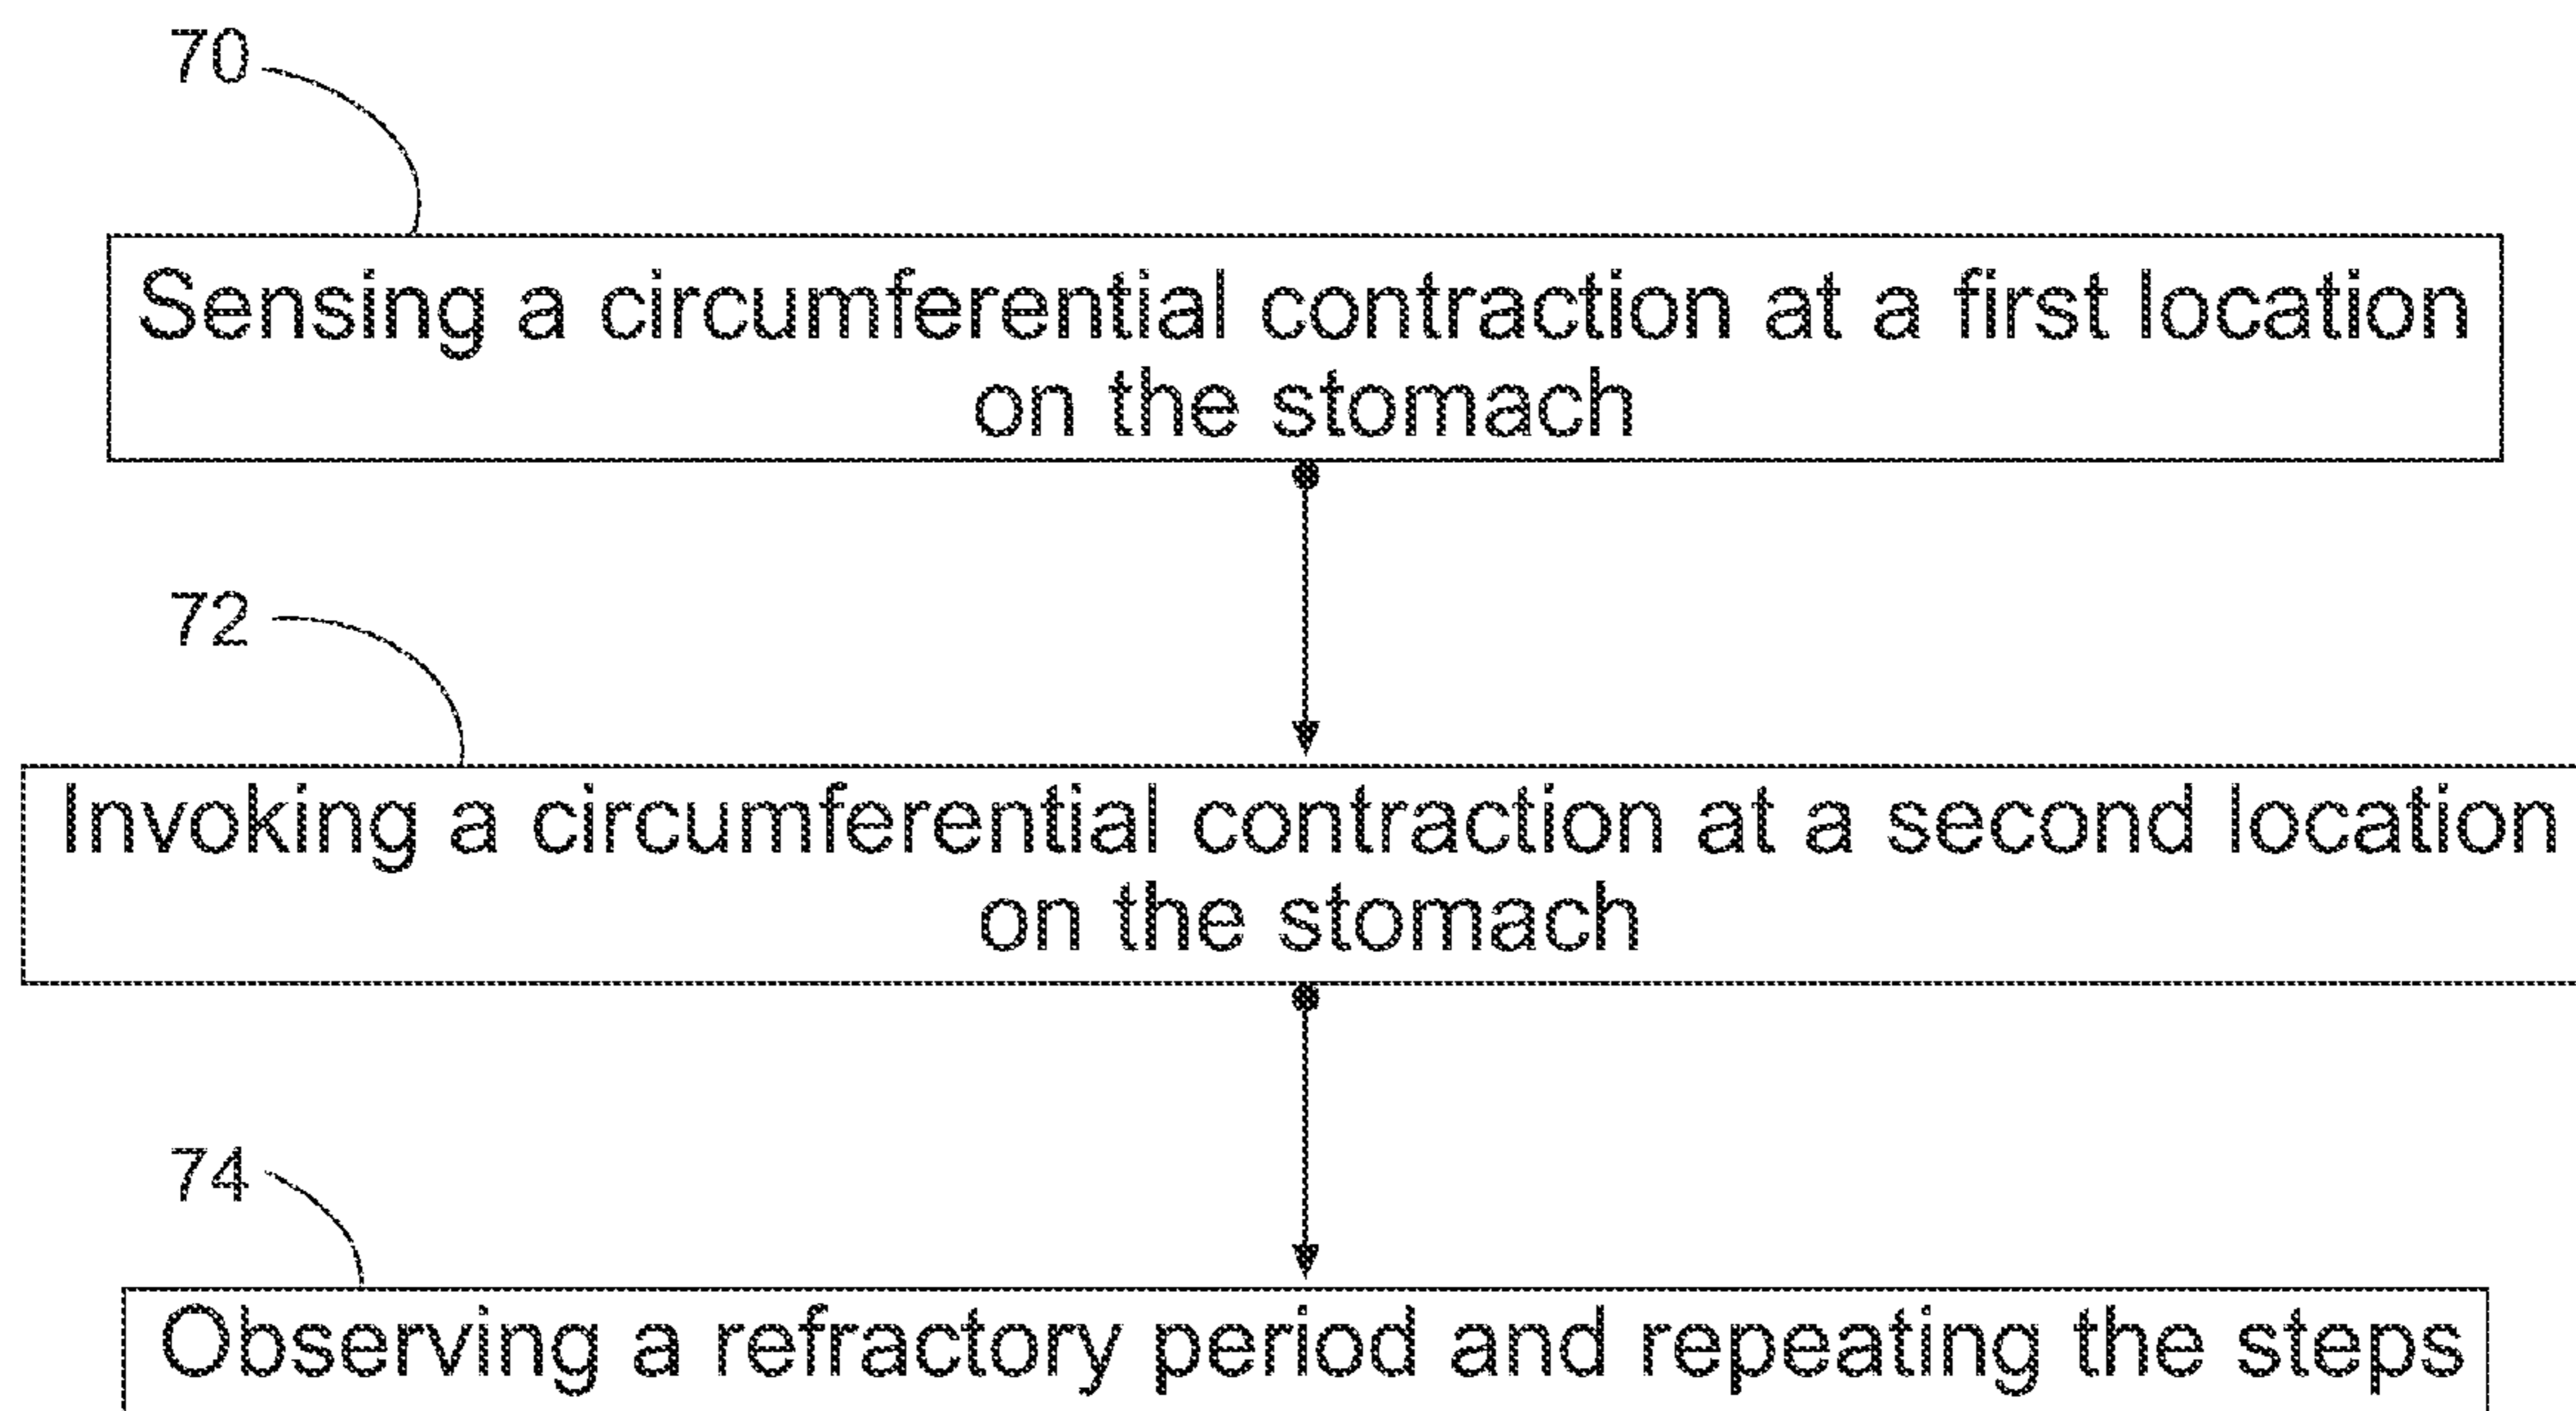 70
Sensing a circumferential contraction at a first location
on the stomach
72
Invoking a circumferential contraction at a second location
on the stomach
74
Observing a refractory period and repeating the steps